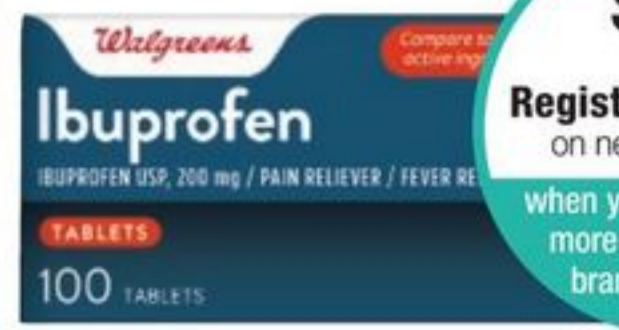 Walgreens
Compare to
active ing
Ibuprofen
IBUPROFEN USP, 200 mg / PAIN RELIEVER / FEVER RE
TABLETS
100 TABLETS
Regist
on ne
when y
more
bran